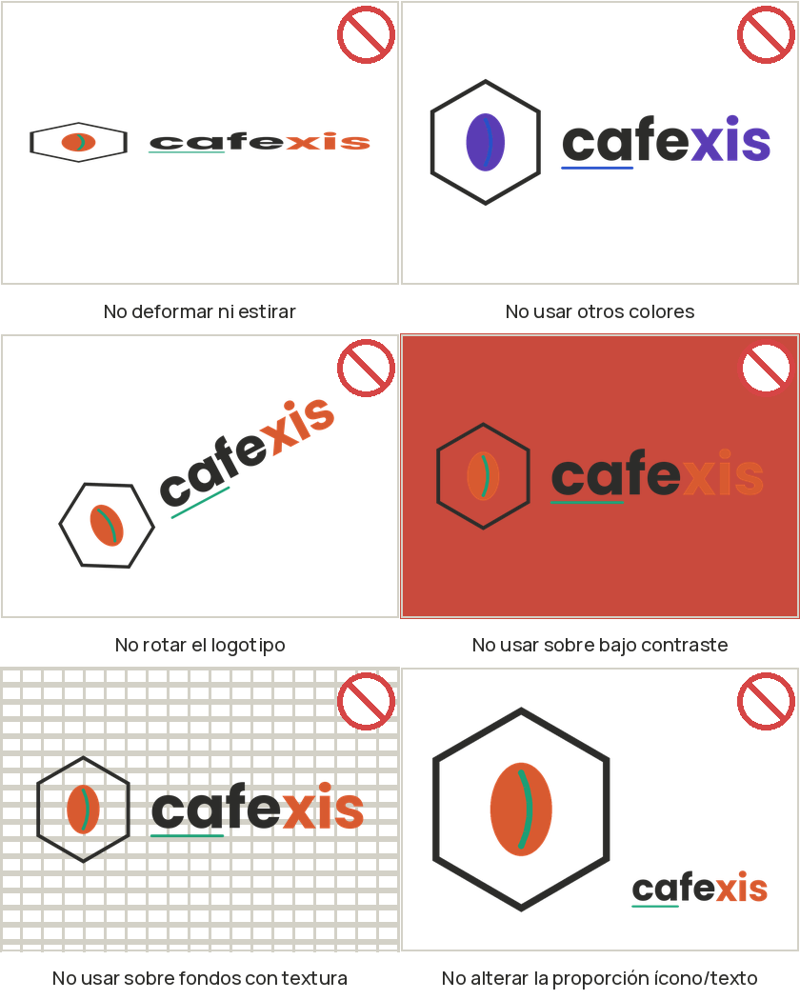 cafexis
cafexis
No deformar ni estirar
No usar otros colores
cafexis
cafexis
No rotar el logotipo
No usar sobre bajo contraste
cafexis
cafexis
No usar sobre fondos con textura
No alterar la proporción ícono/texto